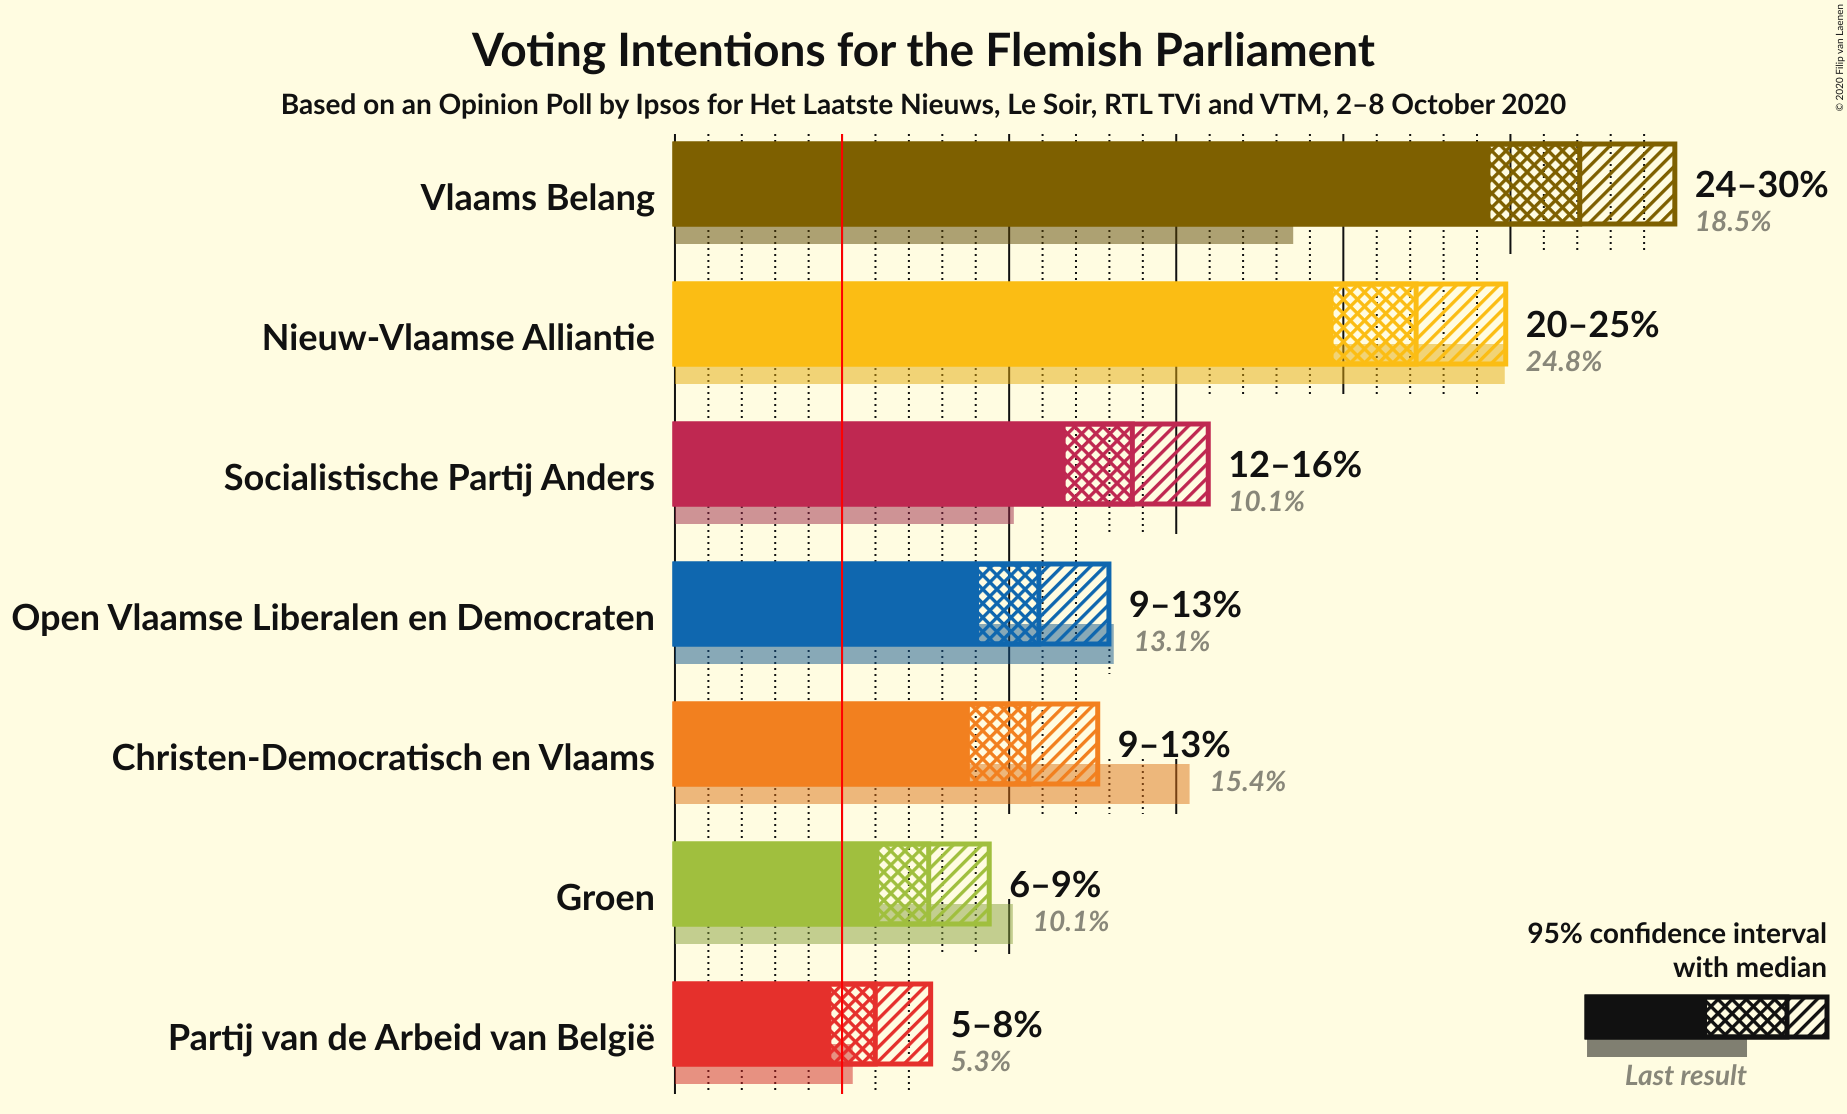 Voting Intentions for the Flemish Parliament
Based on an Opinion Poll by Ipsos for Het Laatste Nieuws, Le Soir, RTL TVi and VTM, 2–8 October 2020
© 2020 Filip van Laenen
Vlaams Belang
24–30%
18.5%
Nieuw-Vlaamse Alliantie
20–25%
24.8%
Socialistische Partij Anders
12–16%
10.1%
Open Vlaamse Liberalen en Democraten
9–13%
13.1%
Christen-Democratisch en Vlaams
9–13%
15.4%
Groen
6–9%
10.1%
Partij van de Arbeid van België
5–8%
5.3%
95% confidence interval
with median
Last result